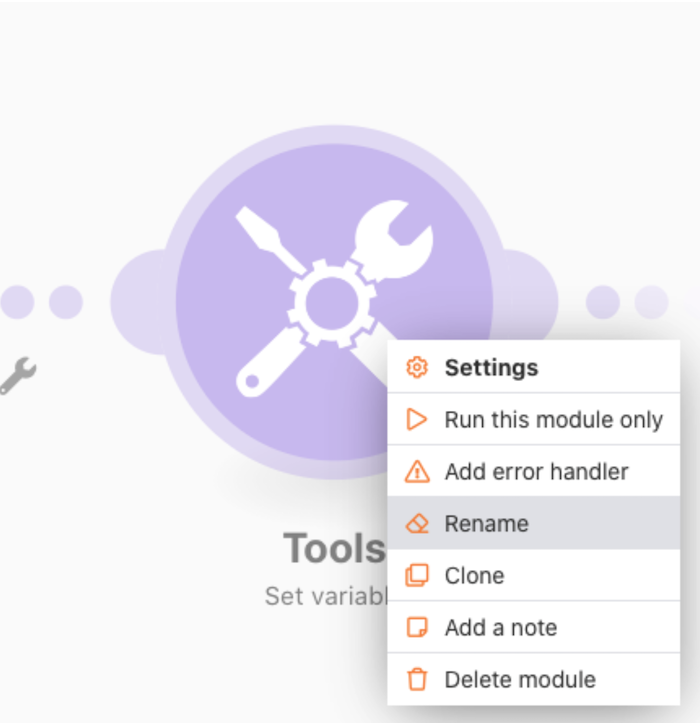 Settings
Run this module only
Add error handler
Rename
Tools
Clone
Set variabl
Add a note
Delete module